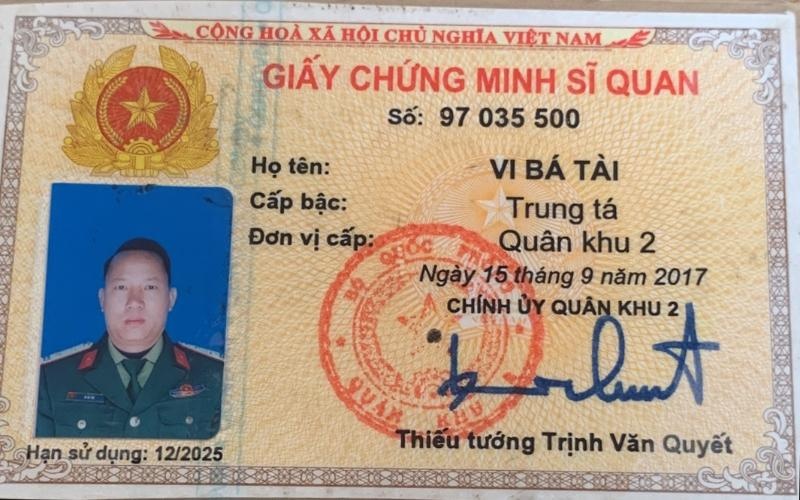 CỘNG HOÀ XÃ HỘI CHỦ NGHĨA VIỆT NAM
GIẤY CHỨNG MINH SĨ QUAN
Số: 97 035 500
Họ tên: VI BÁ TÀI
Cấp bậc: Trung tá
Đơn vị cấp: Quân khu 2
Ngày 15 tháng 9 năm 2017
CHÍNH ỦY QUÂN KHU 2
BỘ QUỐC
QUÂN KHU
Thiếu tướng Trịnh Văn Quyết
Hạn sử dụng: 12/2025